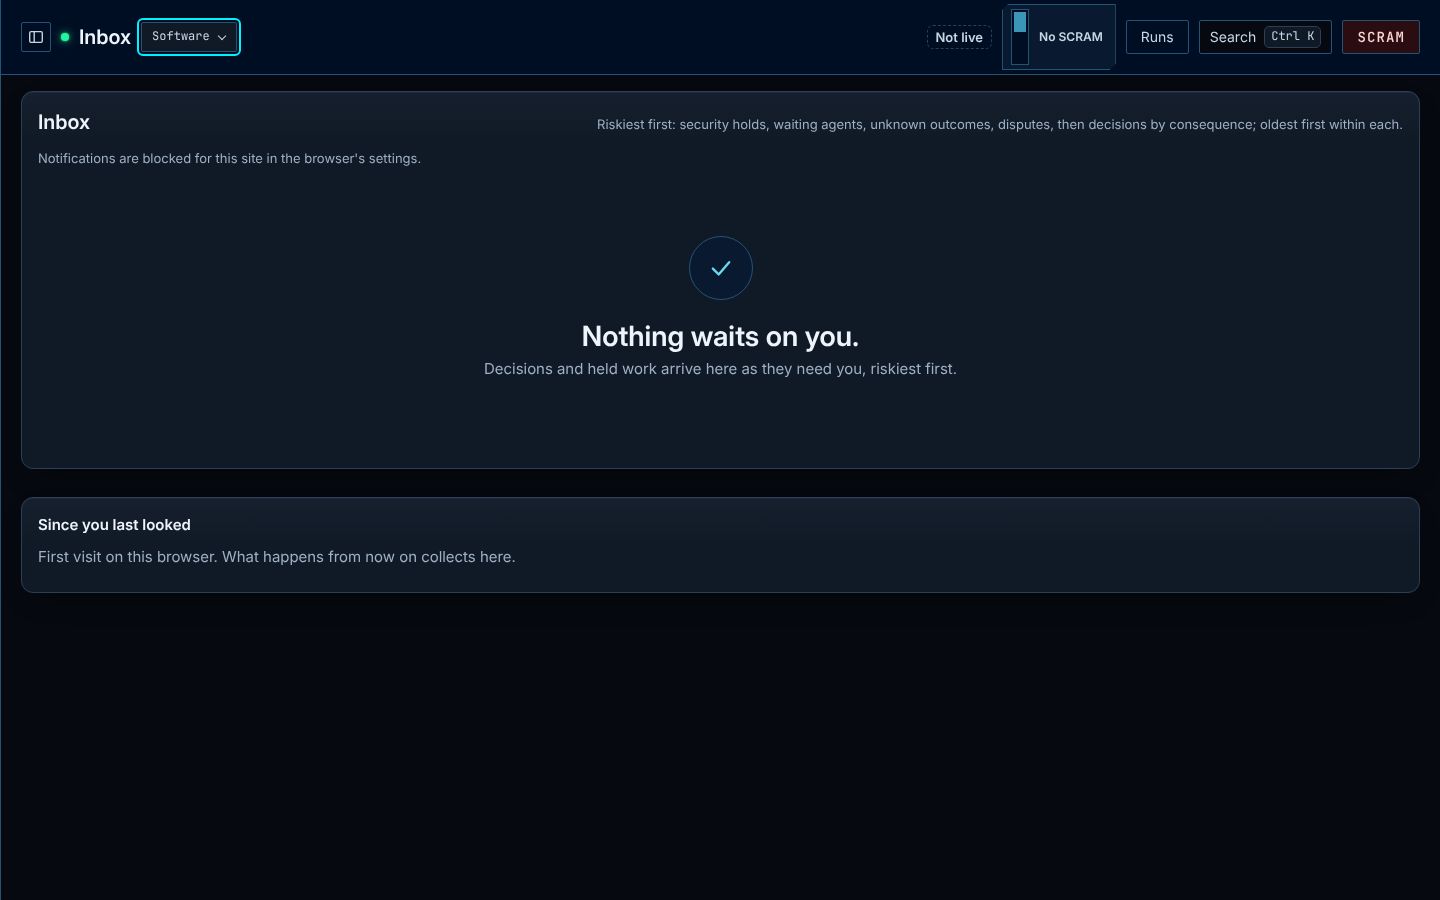 Inbox
Software
Not live
No SCRAM
Runs
Search Ctrl K
SCRAM
Inbox
Riskiest first: security holds, waiting agents, unknown outcomes, disputes, then decisions by consequence; oldest first within each.
Notifications are blocked for this site in the browser's settings.
Nothing waits on you.
Decisions and held work arrive here as they need you, riskiest first.
Since you last looked
First visit on this browser. What happens from now on collects here.